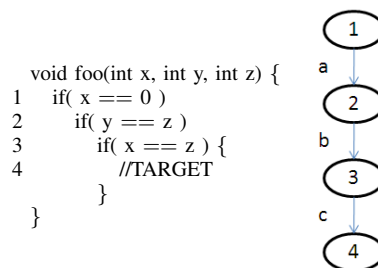 void foo(int x, int y, int z) {
1 if( x == 0 )
2 if( y == z )
3 if( x == z ) {
4 //TARGET
}
}
1
a
2
b
3
c
4